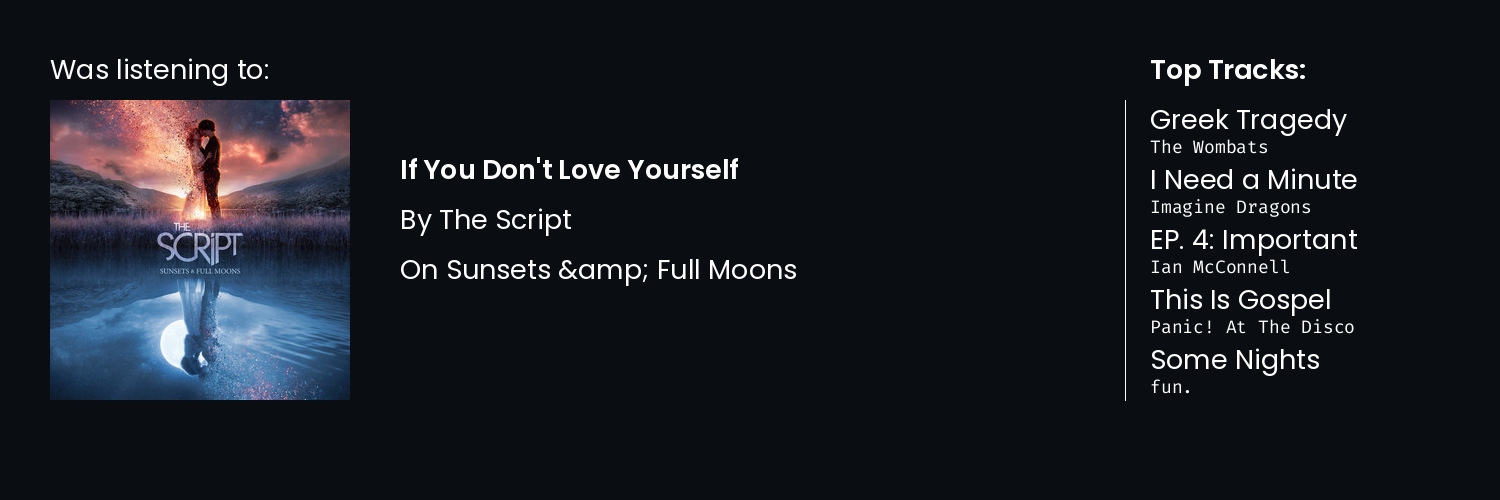 Was listening to:
THE
SCRIPT
SUNSETS & FULL MOONS
If You Don't Love Yourself
By The Script
On Sunsets &amp; Full Moons
Top Tracks:
Greek Tragedy
The Wombats
I Need a Minute
Imagine Dragons
EP. 4: Important
Ian McConnell
This Is Gospel
Panic! At The Disco
Some Nights
fun.